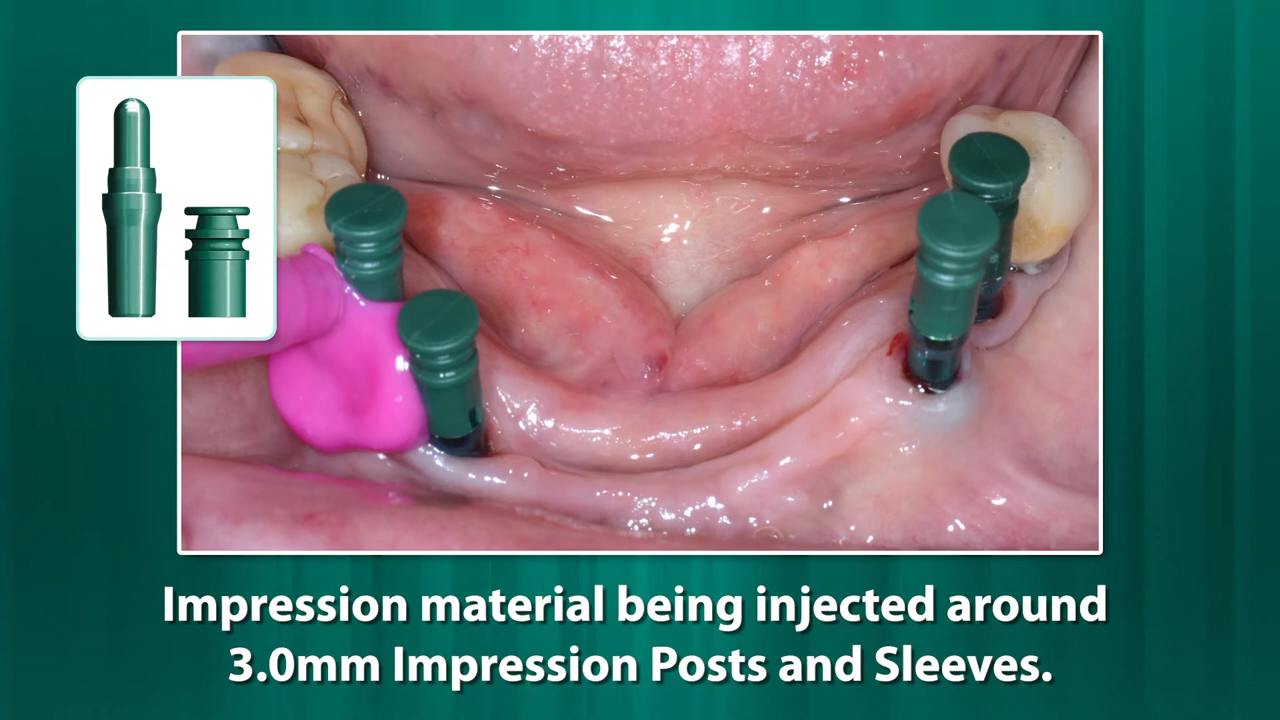 Impression material being injected around
3.0mm Impression Posts and Sleeves.